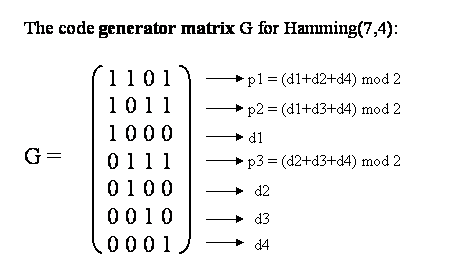 The code generator matrix G for Hamming(7,4):
1 1 0 1 p1 = (d1+d2+d4) mod 2
1 0 1 1 p2 = (d1+d3+d4) mod 2
1 0 0 0 d1
G = 0 1 1 1 p3 = (d2+d3+d4) mod 2
0 1 0 0 d2
0 0 1 0 d3
0 0 0 1 d4